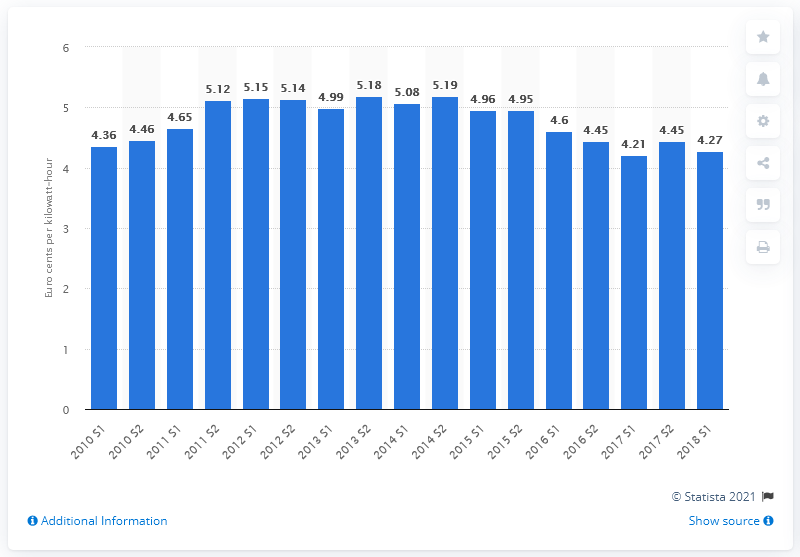 6
5
4
3
2
1
0
Euro cents per kilowatt-hour
4.36
4.46
4.65
5.12
5.15
5.14
4.99
5.18
5.08
5.19
4.96
4.95
4.6
4.45
4.21
4.45
4.27
2010 S1
2010 S2
2011 S1
2011 S2
2012 S1
2012 S2
2013 S1
2013 S2
2014 S1
2014 S2
2015 S1
2015 S2
2016 S1
2016 S2
2017 S1
2017 S2
2018 S1
© Statista 2021
Additional Information
Show source